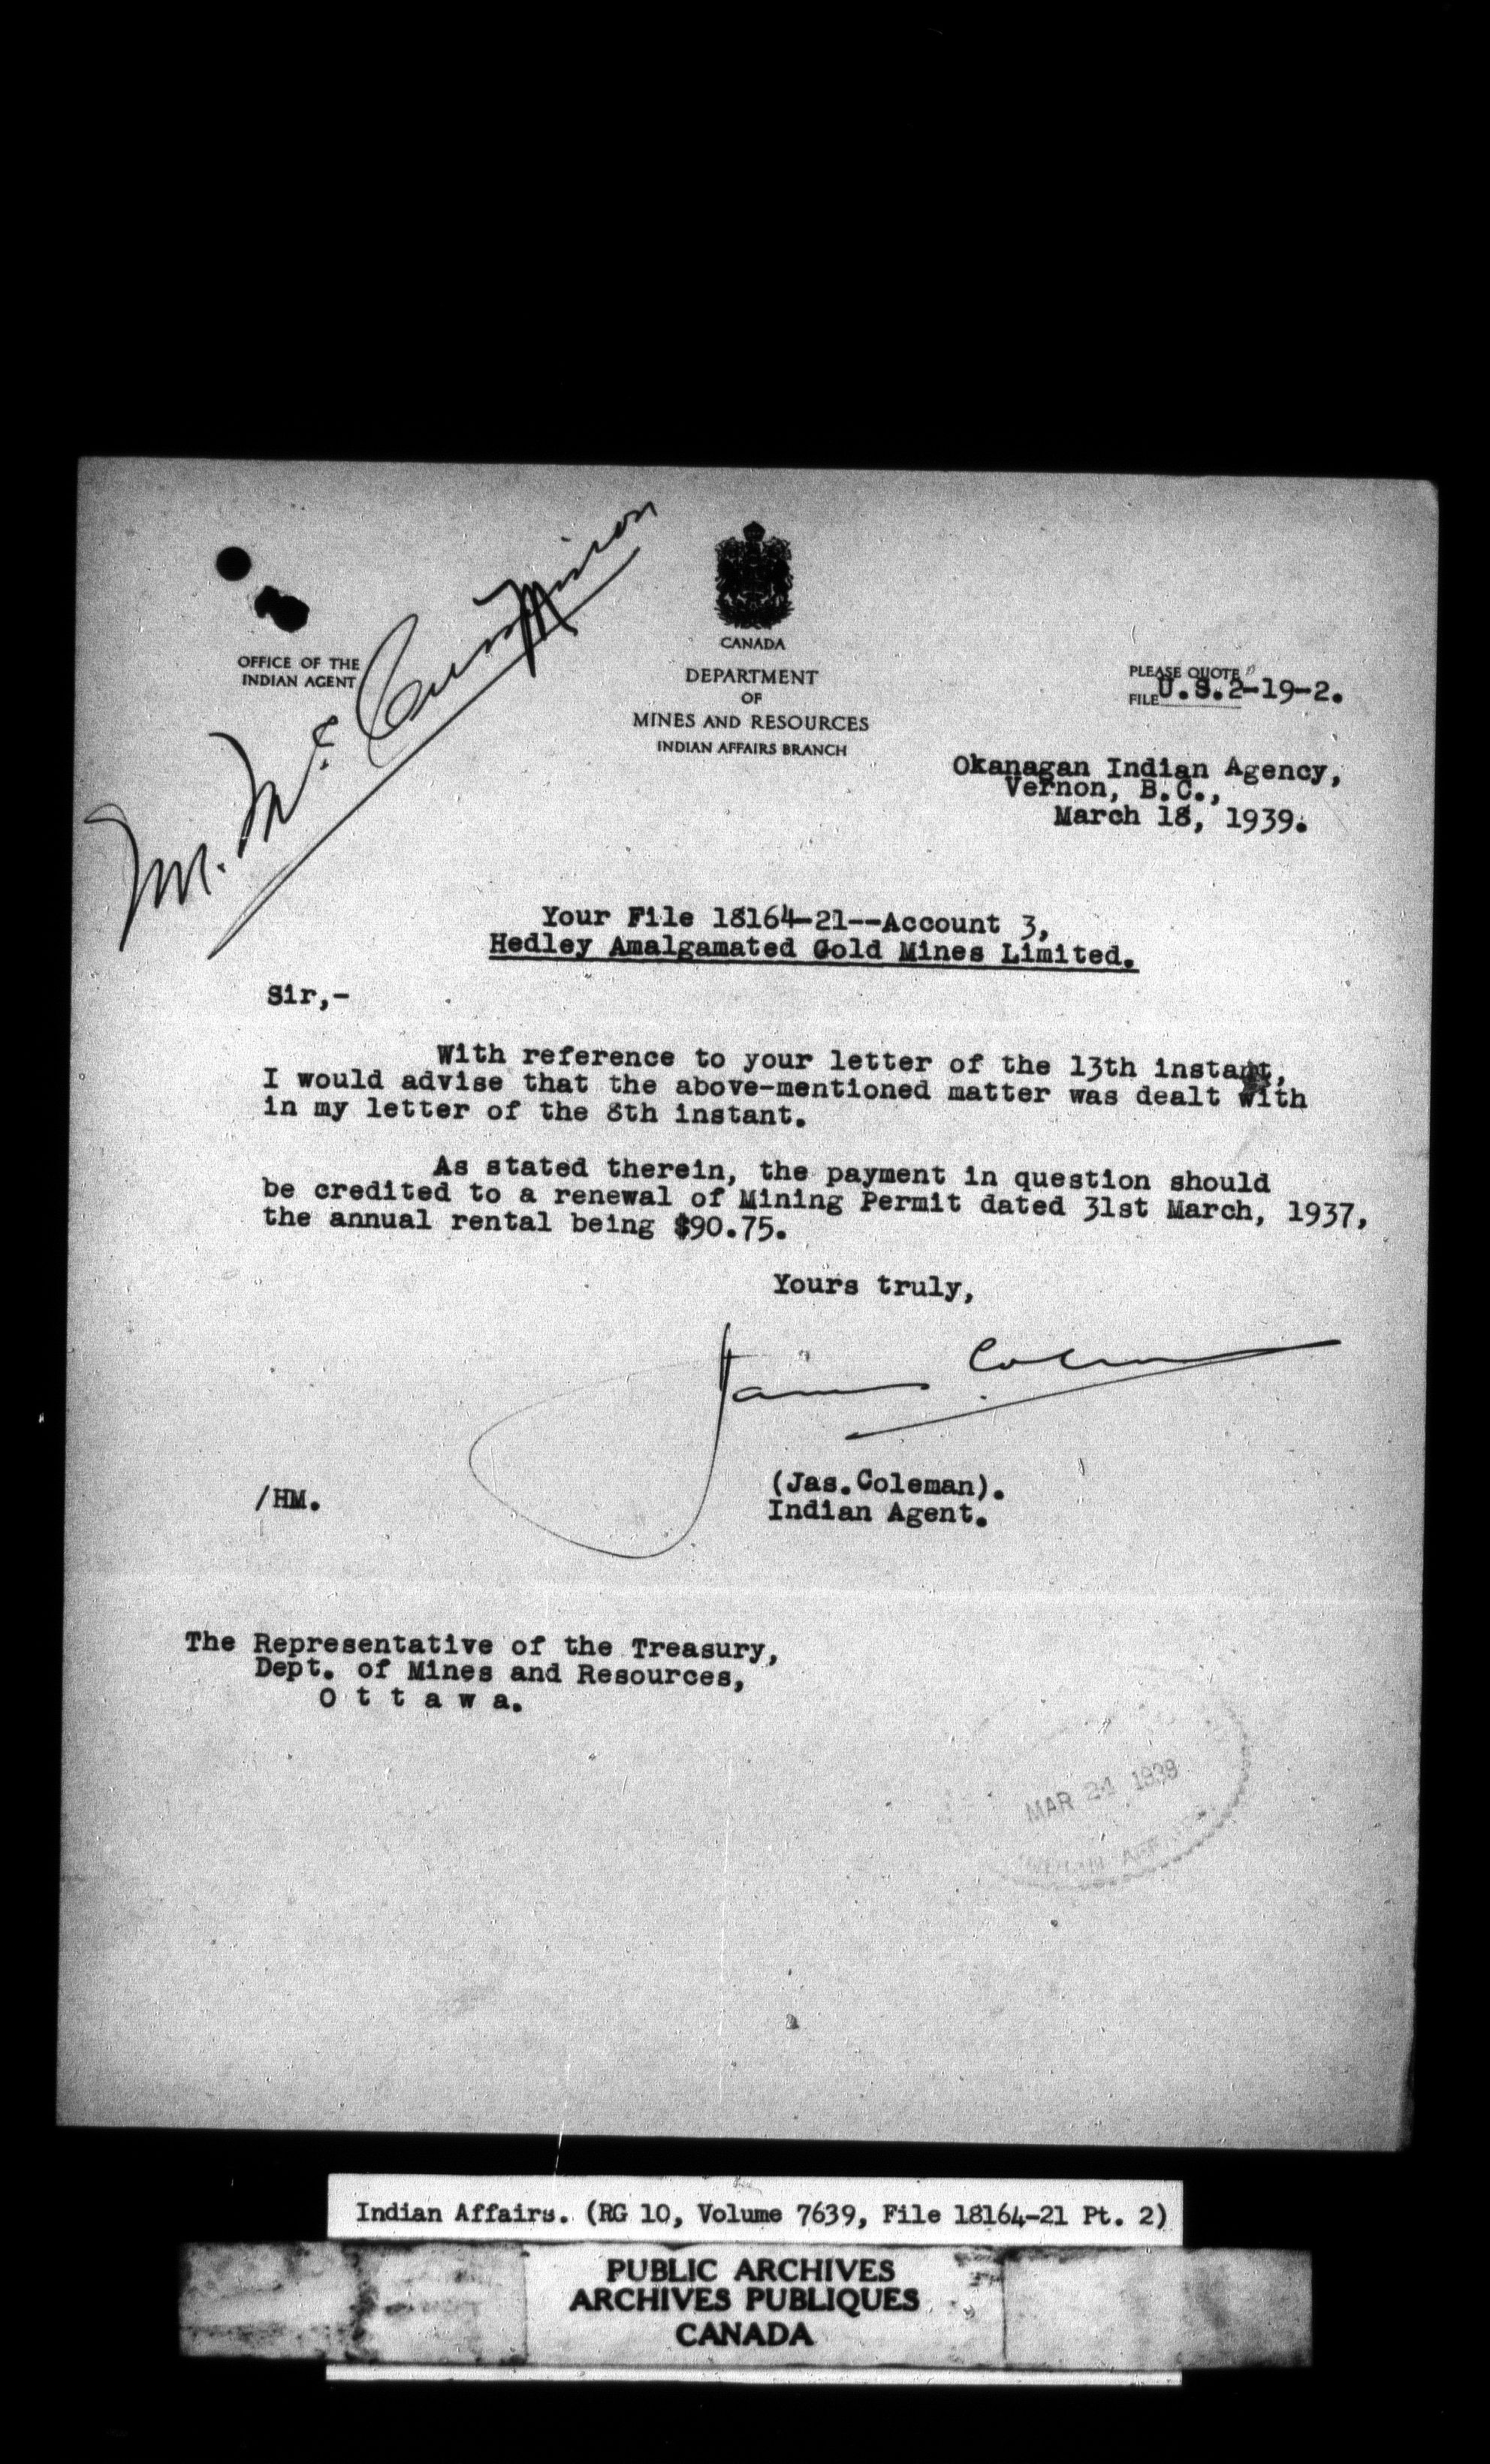 M. McCrimmon
OFFICE OF THE
INDIAN AGENT
CANADA
DEPARTMENT
OF
MINES AND RESOURCES
INDIAN AFFAIRS BRANCH
PLEASE QUOTE
FILE U.S.2-19-2.
Okanagan Indian Agency,
Vernon, B.C.,
March 18, 1939.
Your File 18164-21--Account 3,
Hedley Amalgamated Gold Mines Limited.
Sir,-
With reference to your letter of the 13th instant,
I would advise that the above-mentioned matter was dealt with
in my letter of the 8th instant.
As stated therein, the payment in question should
be credited to a renewal of Mining Permit dated 31st March, 1937,
the annual rental being $90.75.
Yours truly,
James Coleman
(Jas.Coleman).
Indian Agent.
/HM.
The Representative of the Treasury,
Dept. of Mines and Resources,
O t t a w a.
MAR 24 1939
INDIAN AFFAIRS
Indian Affairs. (RG 10, Volume 7639, File 18164-21 Pt. 2)
PUBLIC ARCHIVES
ARCHIVES PUBLIQUES
CANADA